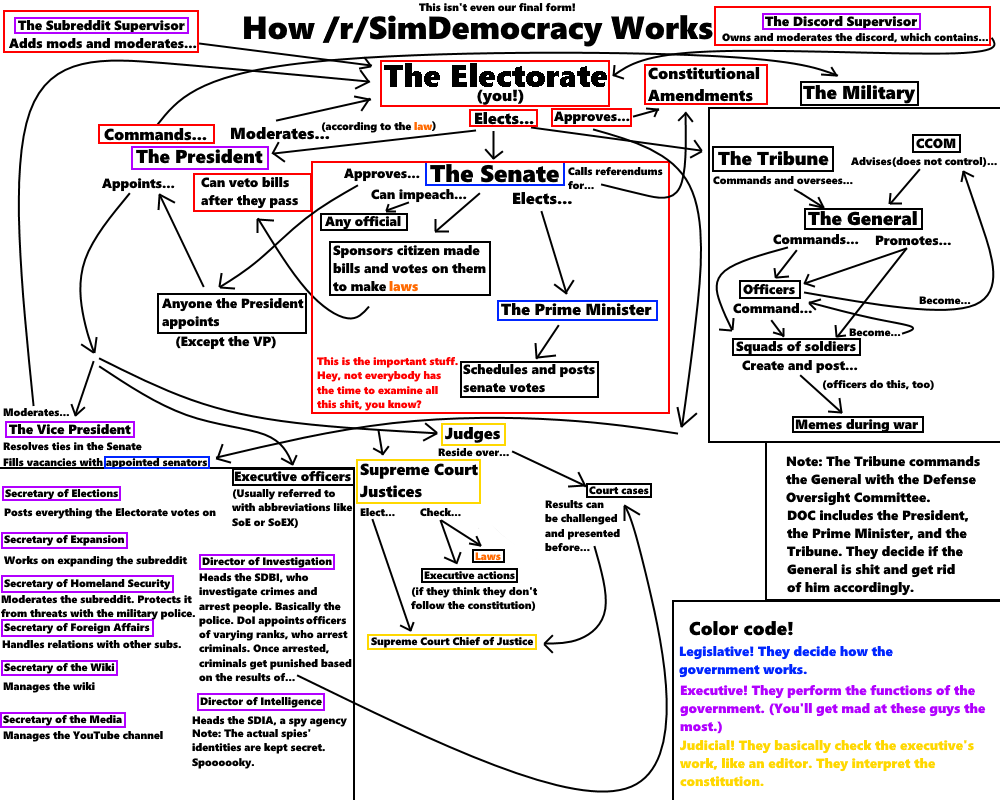 This isn't even our final form!
How /r/SimDemocracy Works
The Subreddit Supervisor
Adds mods and moderates...
The Discord Supervisor
Owns and moderates the discord, which contains...
The Electorate
(you!)
Constitutional
Amendments
The Military
Elects...
Approves...
Commands...
Moderates...
(according to the law)
The President
Appoints...
Can veto bills
after they pass
Anyone the President
appoints
(Except the VP)
Approves...
The Senate
Calls referendums
for...
Can impeach...
Elects...
Any official
Sponsors citizen made
bills and votes on them
to make laws
The Prime Minister
Schedules and posts
senate votes
This is the important stuff.
Hey, not everybody has
the time to examine all
this shit, you know?
The Tribune
Commands and oversees...
CCOM
Advises(does not control)...
The General
Commands...
Promotes...
Officers
Command...
Become...
Become...
Squads of soldiers
Create and post...
(officers do this, too)
Memes during war
Moderates...
The Vice President
Resolves ties in the Senate
Fills vacancies with appointed senators
Executive officers
(Usually referred to
with abbreviations like
SoE or SoEX)
Secretary of Elections
Posts everything the Electorate votes on
Secretary of Expansion
Works on expanding the subreddit
Secretary of Homeland Security
Moderates the subreddit. Protects it
from threats with the military police.
Secretary of Foreign Affairs
Handles relations with other subs.
Secretary of the Wiki
Manages the wiki
Secretary of the Media
Manages the YouTube channel
Director of Investigation
Heads the SDBI, who
investigate crimes and
arrest people. Basically the
police. DoI appoints officers
of varying ranks, who arrest
criminals. Once arrested,
criminals get punished based
on the results of...
Director of Intelligence
Heads the SDIA, a spy agency
Note: The actual spies'
identities are kept secret.
Spoooooky.
Judges
Reside over...
Supreme Court
Justices
Elect...
Check...
Laws
Executive actions
(if they think they don't
follow the constitution)
Supreme Court Chief of Justice
Court cases
Results can
be challenged
and presented
before...
Note: The Tribune commands
the General with the Defense
Oversight Committee.
DOC includes the President,
the Prime Minister, and the
Tribune. They decide if the
General is shit and get rid
of him accordingly.
Color code!
Legislative! They decide how the
government works.
Executive! They perform the functions of the
government. (You'll get mad at these guys the
most.)
Judicial! They basically check the executive's
work, like an editor. They interpret the
constitution.